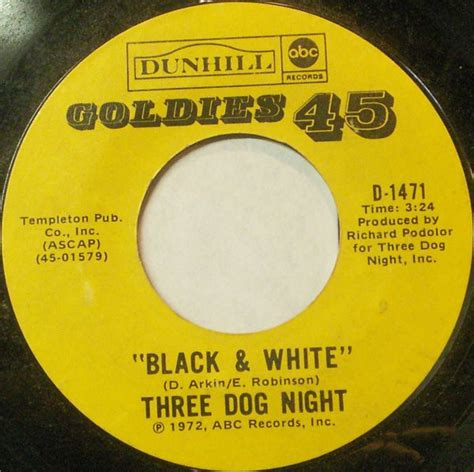 DUNHILL
abc
RECORDS
GOLDIES 45
Templeton Pub.
Co., Inc.
(ASCAP)
(45-01579)
D-1471
Time: 3:24
Produced by
Richard Podolor
for Three Dog
Night, Inc.
"BLACK & WHITE"
(D. Arkin/E. Robinson)
THREE DOG NIGHT
℗ 1972, ABC Records, Inc.